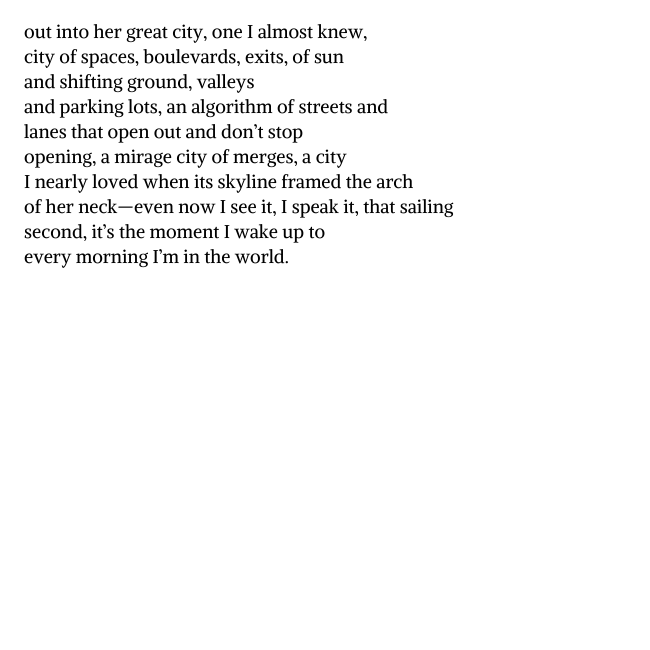 out into her great city, one I almost knew,
city of spaces, boulevards, exits, of sun
and shifting ground, valleys
and parking lots, an algorithm of streets and
lanes that open out and don’t stop
opening, a mirage city of merges, a city
I nearly loved when its skyline framed the arch
of her neck—even now I see it, I speak it, that sailing
second, it’s the moment I wake up to
every morning I’m in the world.